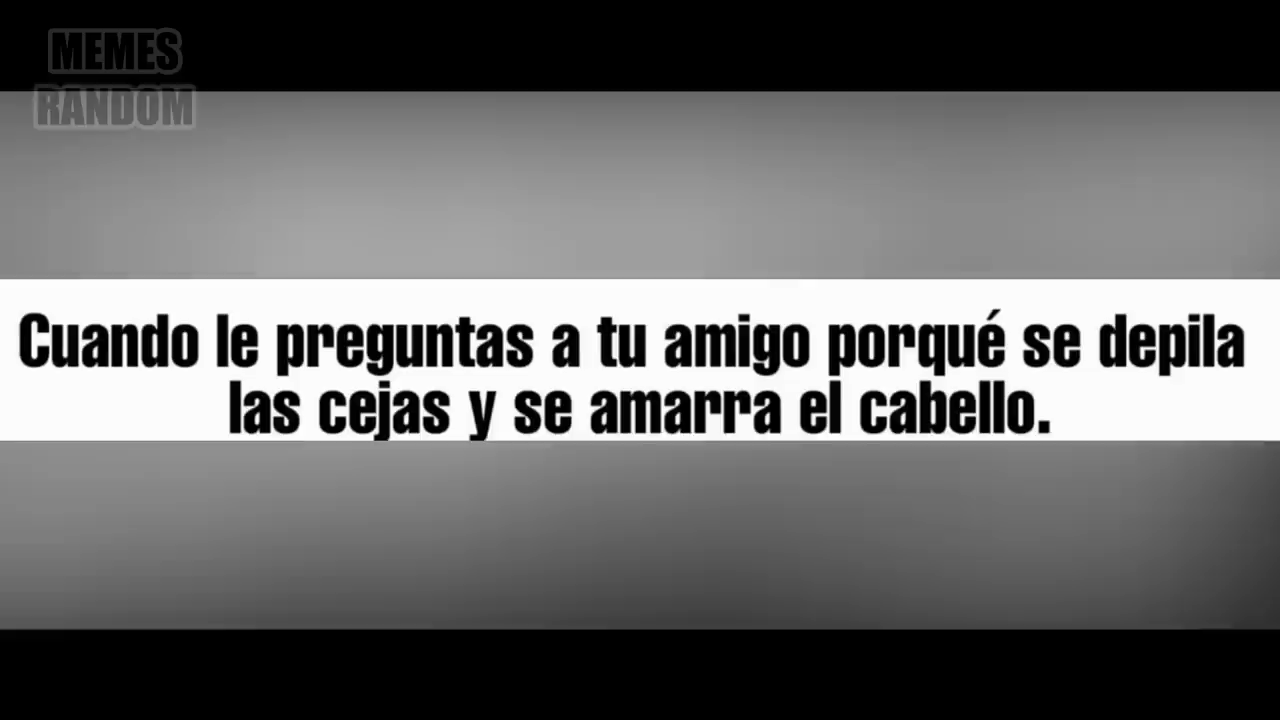 MEMES
RANDOM
Cuando le preguntas a tu amigo porqué se depila
las cejas y se amarra el cabello.